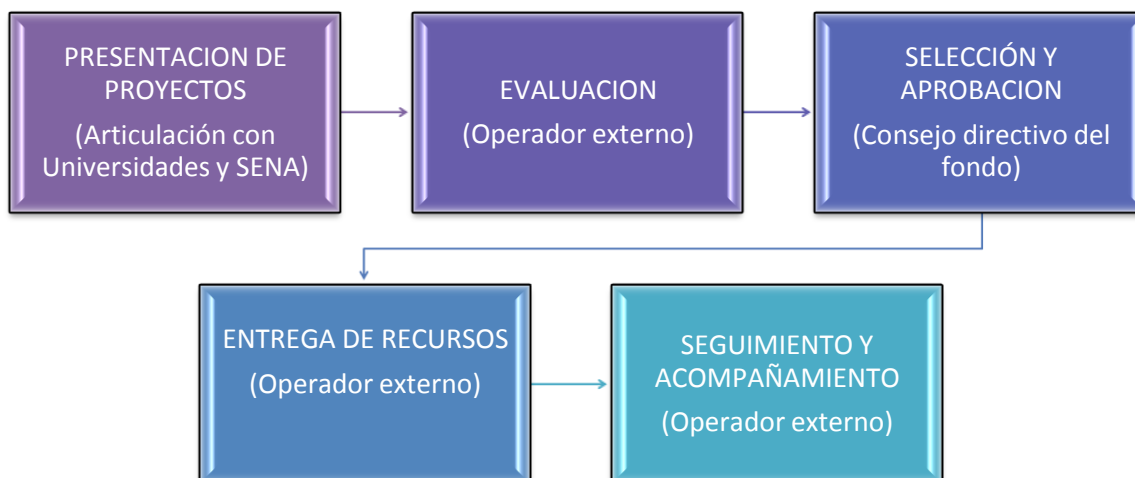 PRESENTACION DE
PROYECTOS
(Articulación con
Universidades y SENA)
EVALUACION
(Operador externo)
SELECCIÓN Y
APROBACION
(Consejo directivo del
fondo)
ENTREGA DE RECURSOS
(Operador externo)
SEGUIMIENTO Y
ACOMPAÑAMIENTO
(Operador externo)